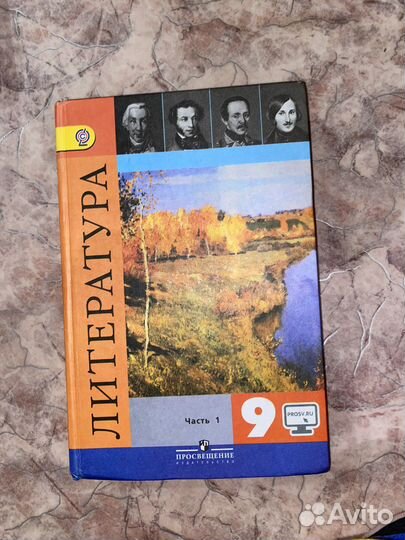 ЛИТЕРАТУРА
Часть 1
9
PROSV.RU
ПРОСВЕЩЕНИЕ
ИЗДАТЕЛЬСТВО
Avito